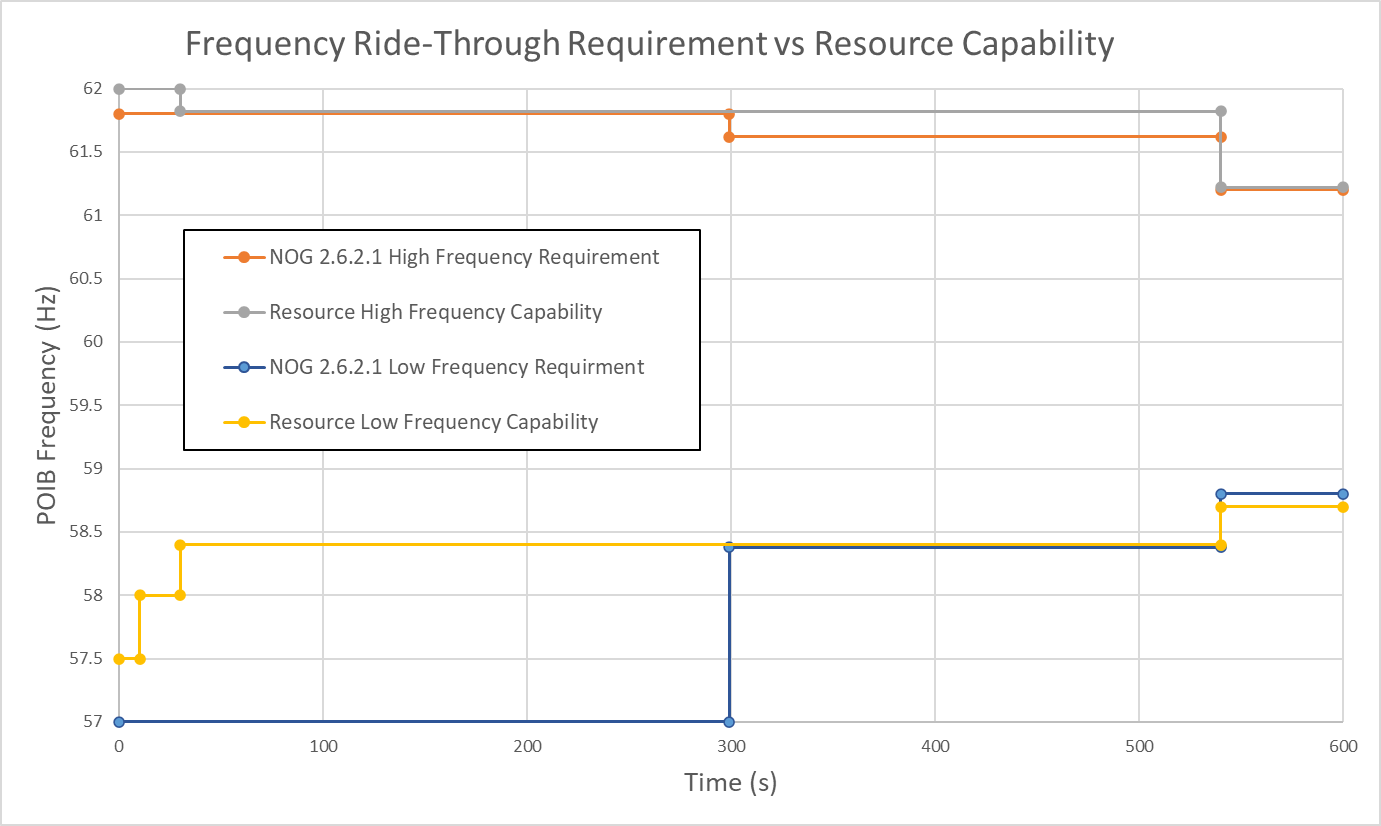 Frequency Ride-Through Requirement vs Resource Capability
62
61.5
61
60.5
60
59.5
59
58.5
58
57.5
57
POIB Frequency (Hz)
NOG 2.6.2.1 High Frequency Requirement
Resource High Frequency Capability
NOG 2.6.2.1 Low Frequency Requirment
Resource Low Frequency Capability
0 100 200 300 400 500 600
Time (s)